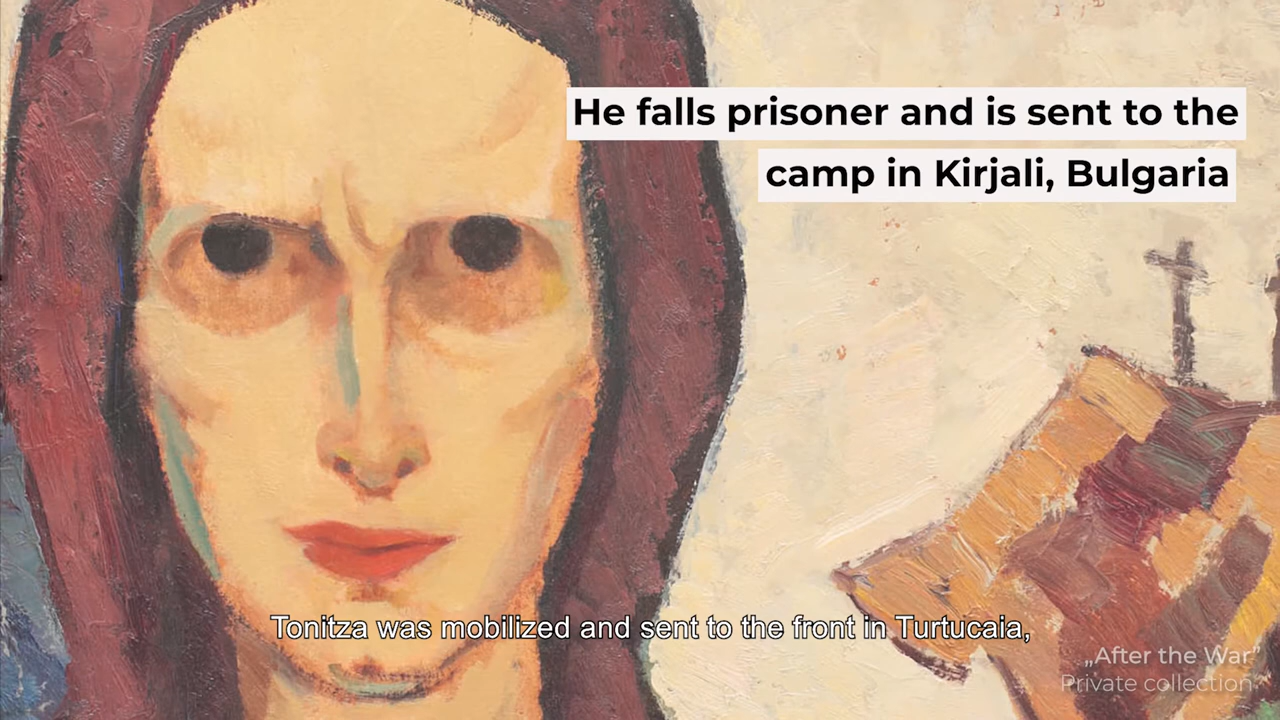 He falls prisoner and is sent to the
camp in Kirjali, Bulgaria
Tonitza was mobilized and sent to the front in Turtucaia,
„After the War”
Private collection